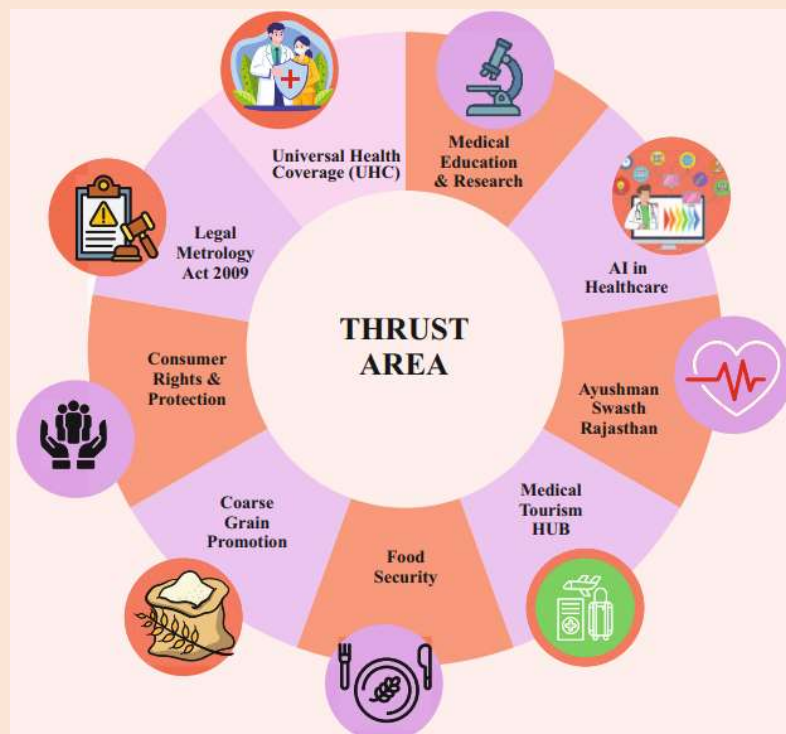 THRUST
AREA
Medical
Education
& Research
AI in
Healthcare
Ayushman
Swasth
Rajasthan
Medical
Tourism
HUB
Food
Security
Coarse
Grain
Promotion
Consumer
Rights &
Protection
Legal
Metrology
Act 2009
Universal Health
Coverage (UHC)